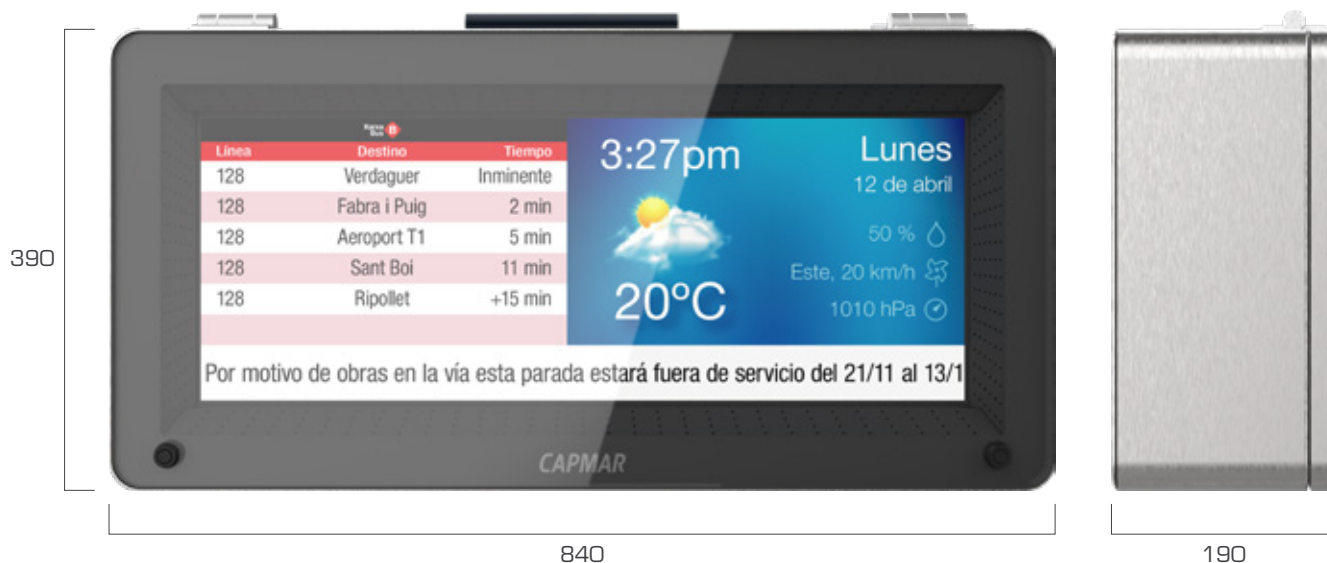 Línea Destino Tiempo
128 Verdaguer Inminente
128 Fabra i Puig 2 min
128 Aeroport T1 5 min
128 Sant Boi 11 min
128 Ripollet +15 min
3:27pm
20ºC
Lunes
12 de abril
50 %
Este, 20 km/h
1010 hPa
Por motivo de obras en la vía esta parada estará fuera de servicio del 21/11 al 13/1
CAPMAR
390
840
190